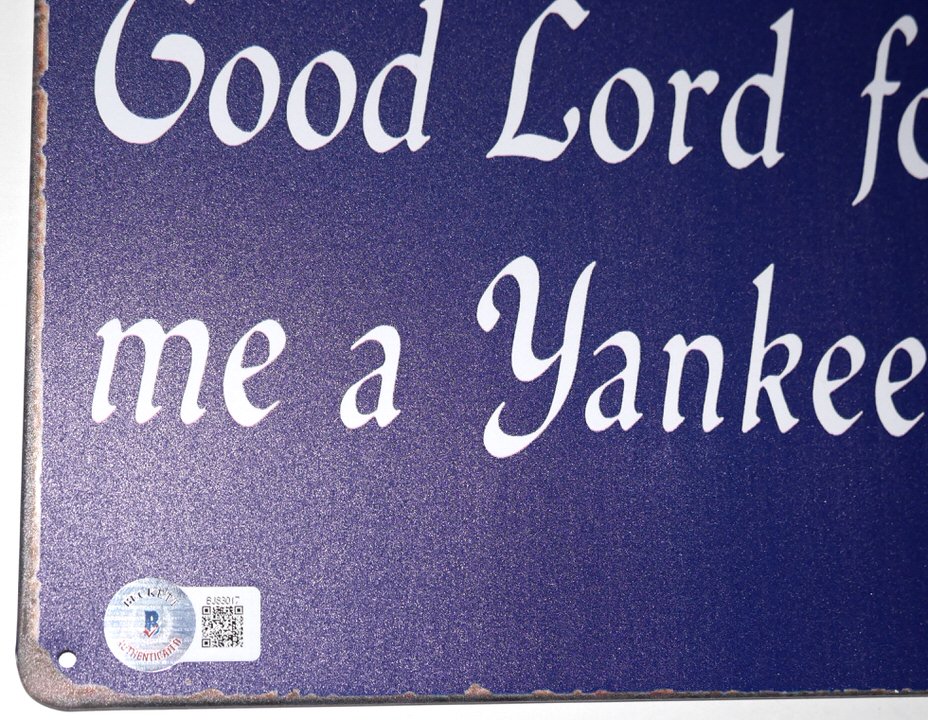 Good Lord fo
me a Yankee
BECKETT
BJ83017
B
AUTHENTICATED